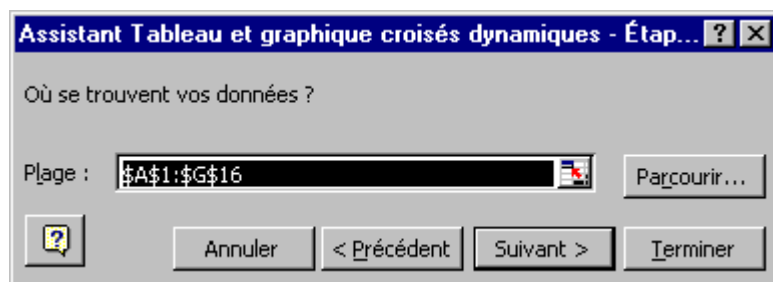 Assistant Tableau et graphique croisés dynamiques - Étap...
Où se trouvent vos données ?
Plage : $A$1:$G$16 Parcourir...
Annuler < Précédent Suivant > Terminer